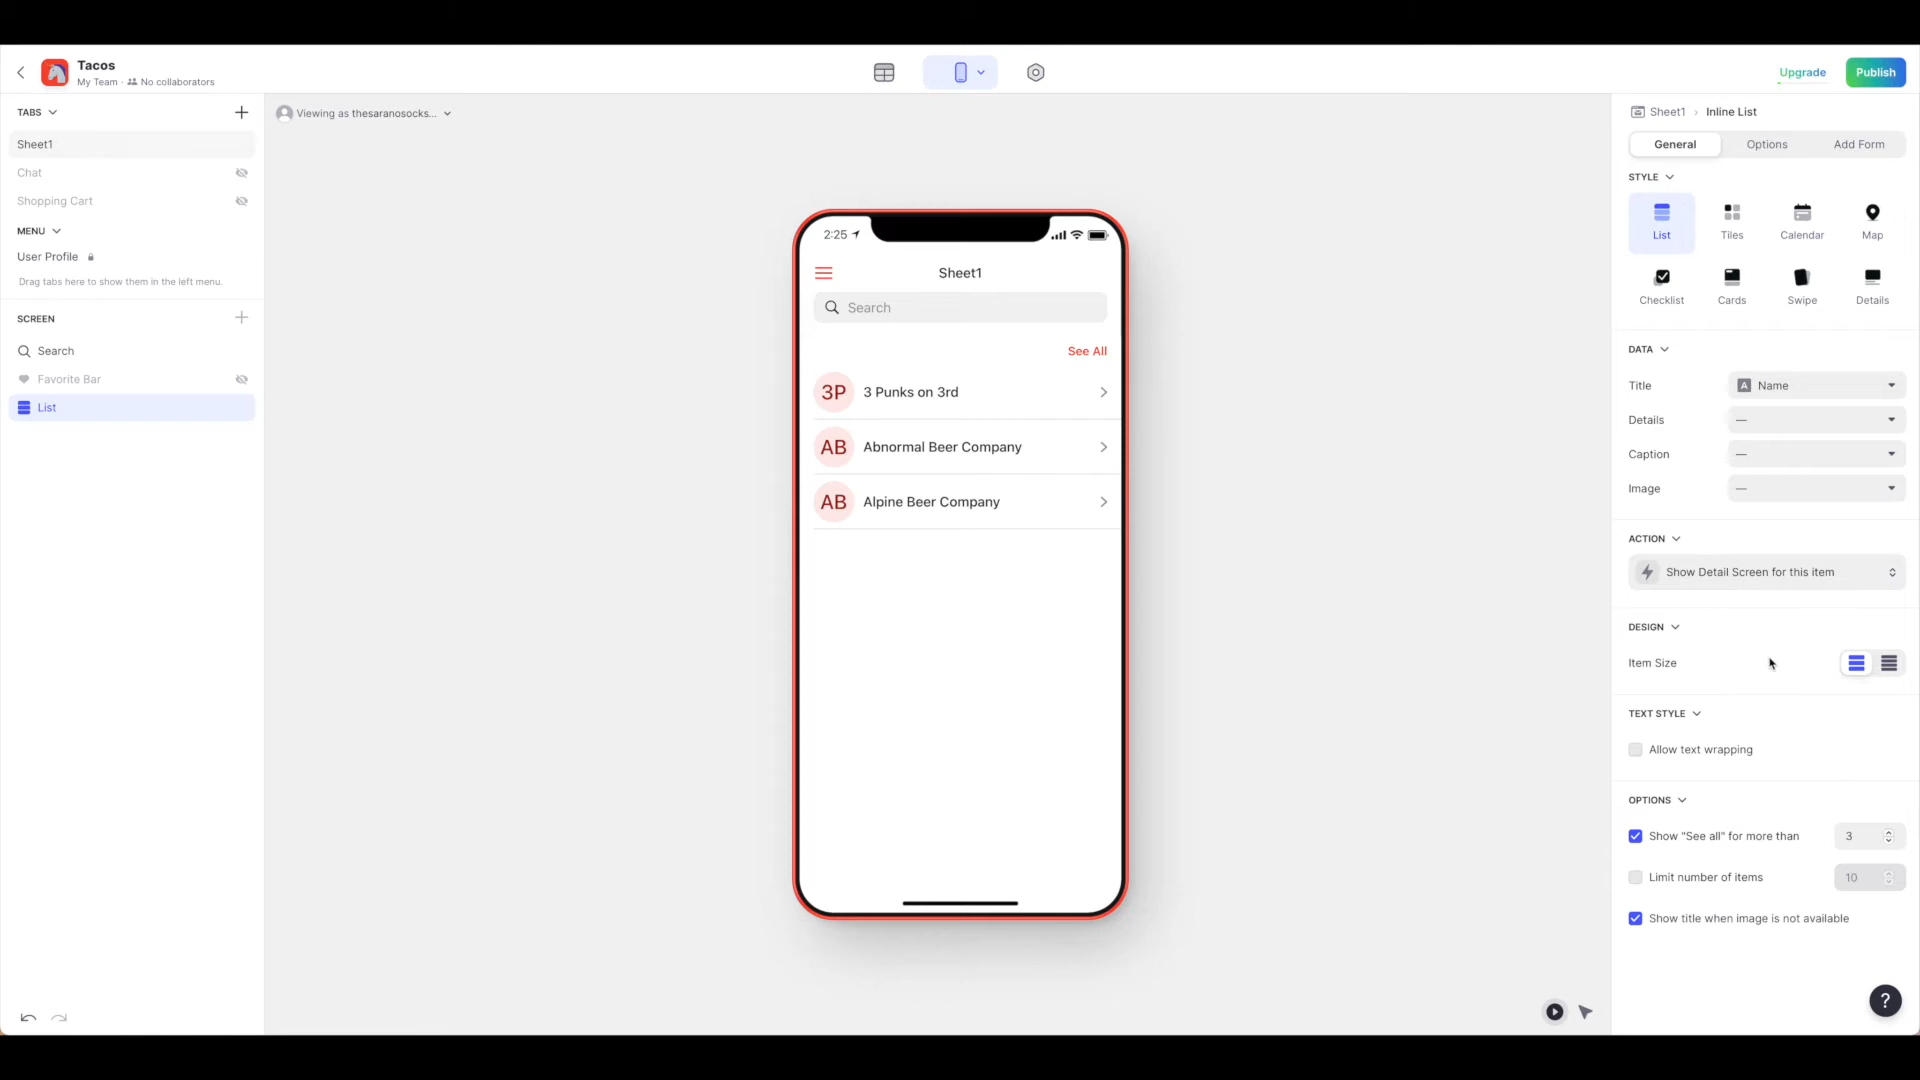 Tacos
My Team · No collaborators
Upgrade
Publish
TABS
Sheet1
Chat
Shopping Cart
MENU
User Profile
Drag tabs here to show them in the left menu.
SCREEN
Search
Favorite Bar
List
Viewing as thesaranosocks...
2:25
Sheet1
Search
See All
3P
3 Punks on 3rd
AB
Abnormal Beer Company
AB
Alpine Beer Company
Sheet1 › Inline List
General
Options
Add Form
STYLE
List
Tiles
Calendar
Map
Checklist
Cards
Swipe
Details
DATA
Title
A Name
Details
—
Caption
—
Image
—
ACTION
Show Detail Screen for this item
DESIGN
Item Size
TEXT STYLE
Allow text wrapping
OPTIONS
Show "See all" for more than
3
Limit number of items
10
Show title when image is not available
?